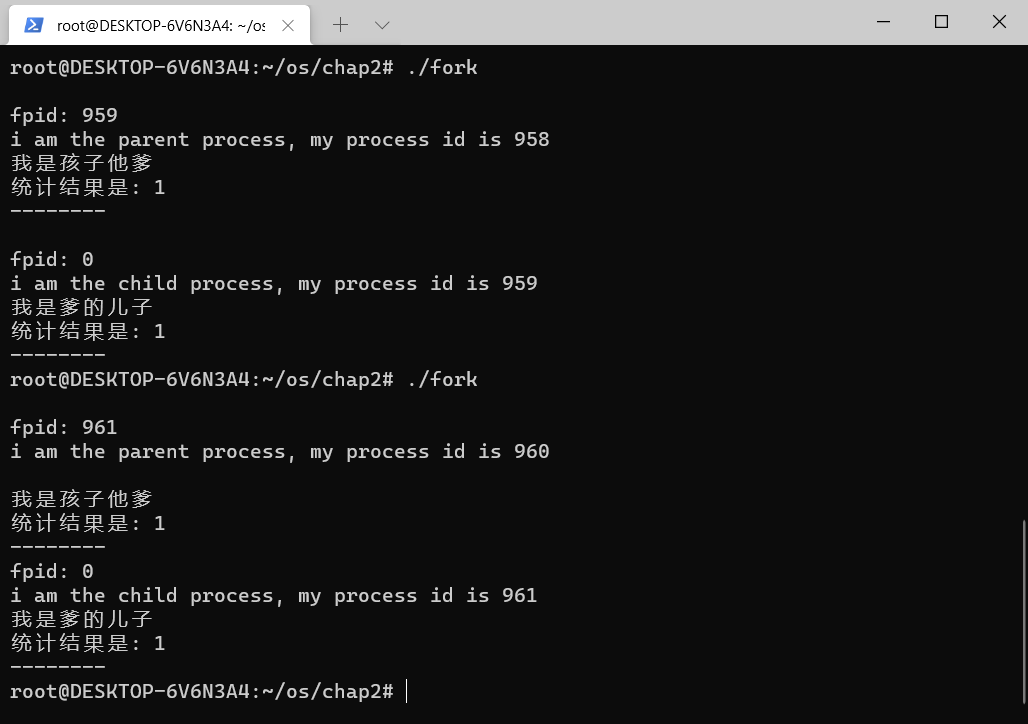 root@DESKTOP-6V6N3A4: ~/os
root@DESKTOP-6V6N3A4:~/os/chap2# ./fork
fpid: 959
i am the parent process, my process id is 958
我是孩子他爹
统计结果是: 1
--------
fpid: 0
i am the child process, my process id is 959
我是爹的儿子
统计结果是: 1
--------
root@DESKTOP-6V6N3A4:~/os/chap2# ./fork
fpid: 961
i am the parent process, my process id is 960
我是孩子他爹
统计结果是: 1
--------
fpid: 0
i am the child process, my process id is 961
我是爹的儿子
统计结果是: 1
--------
root@DESKTOP-6V6N3A4:~/os/chap2#